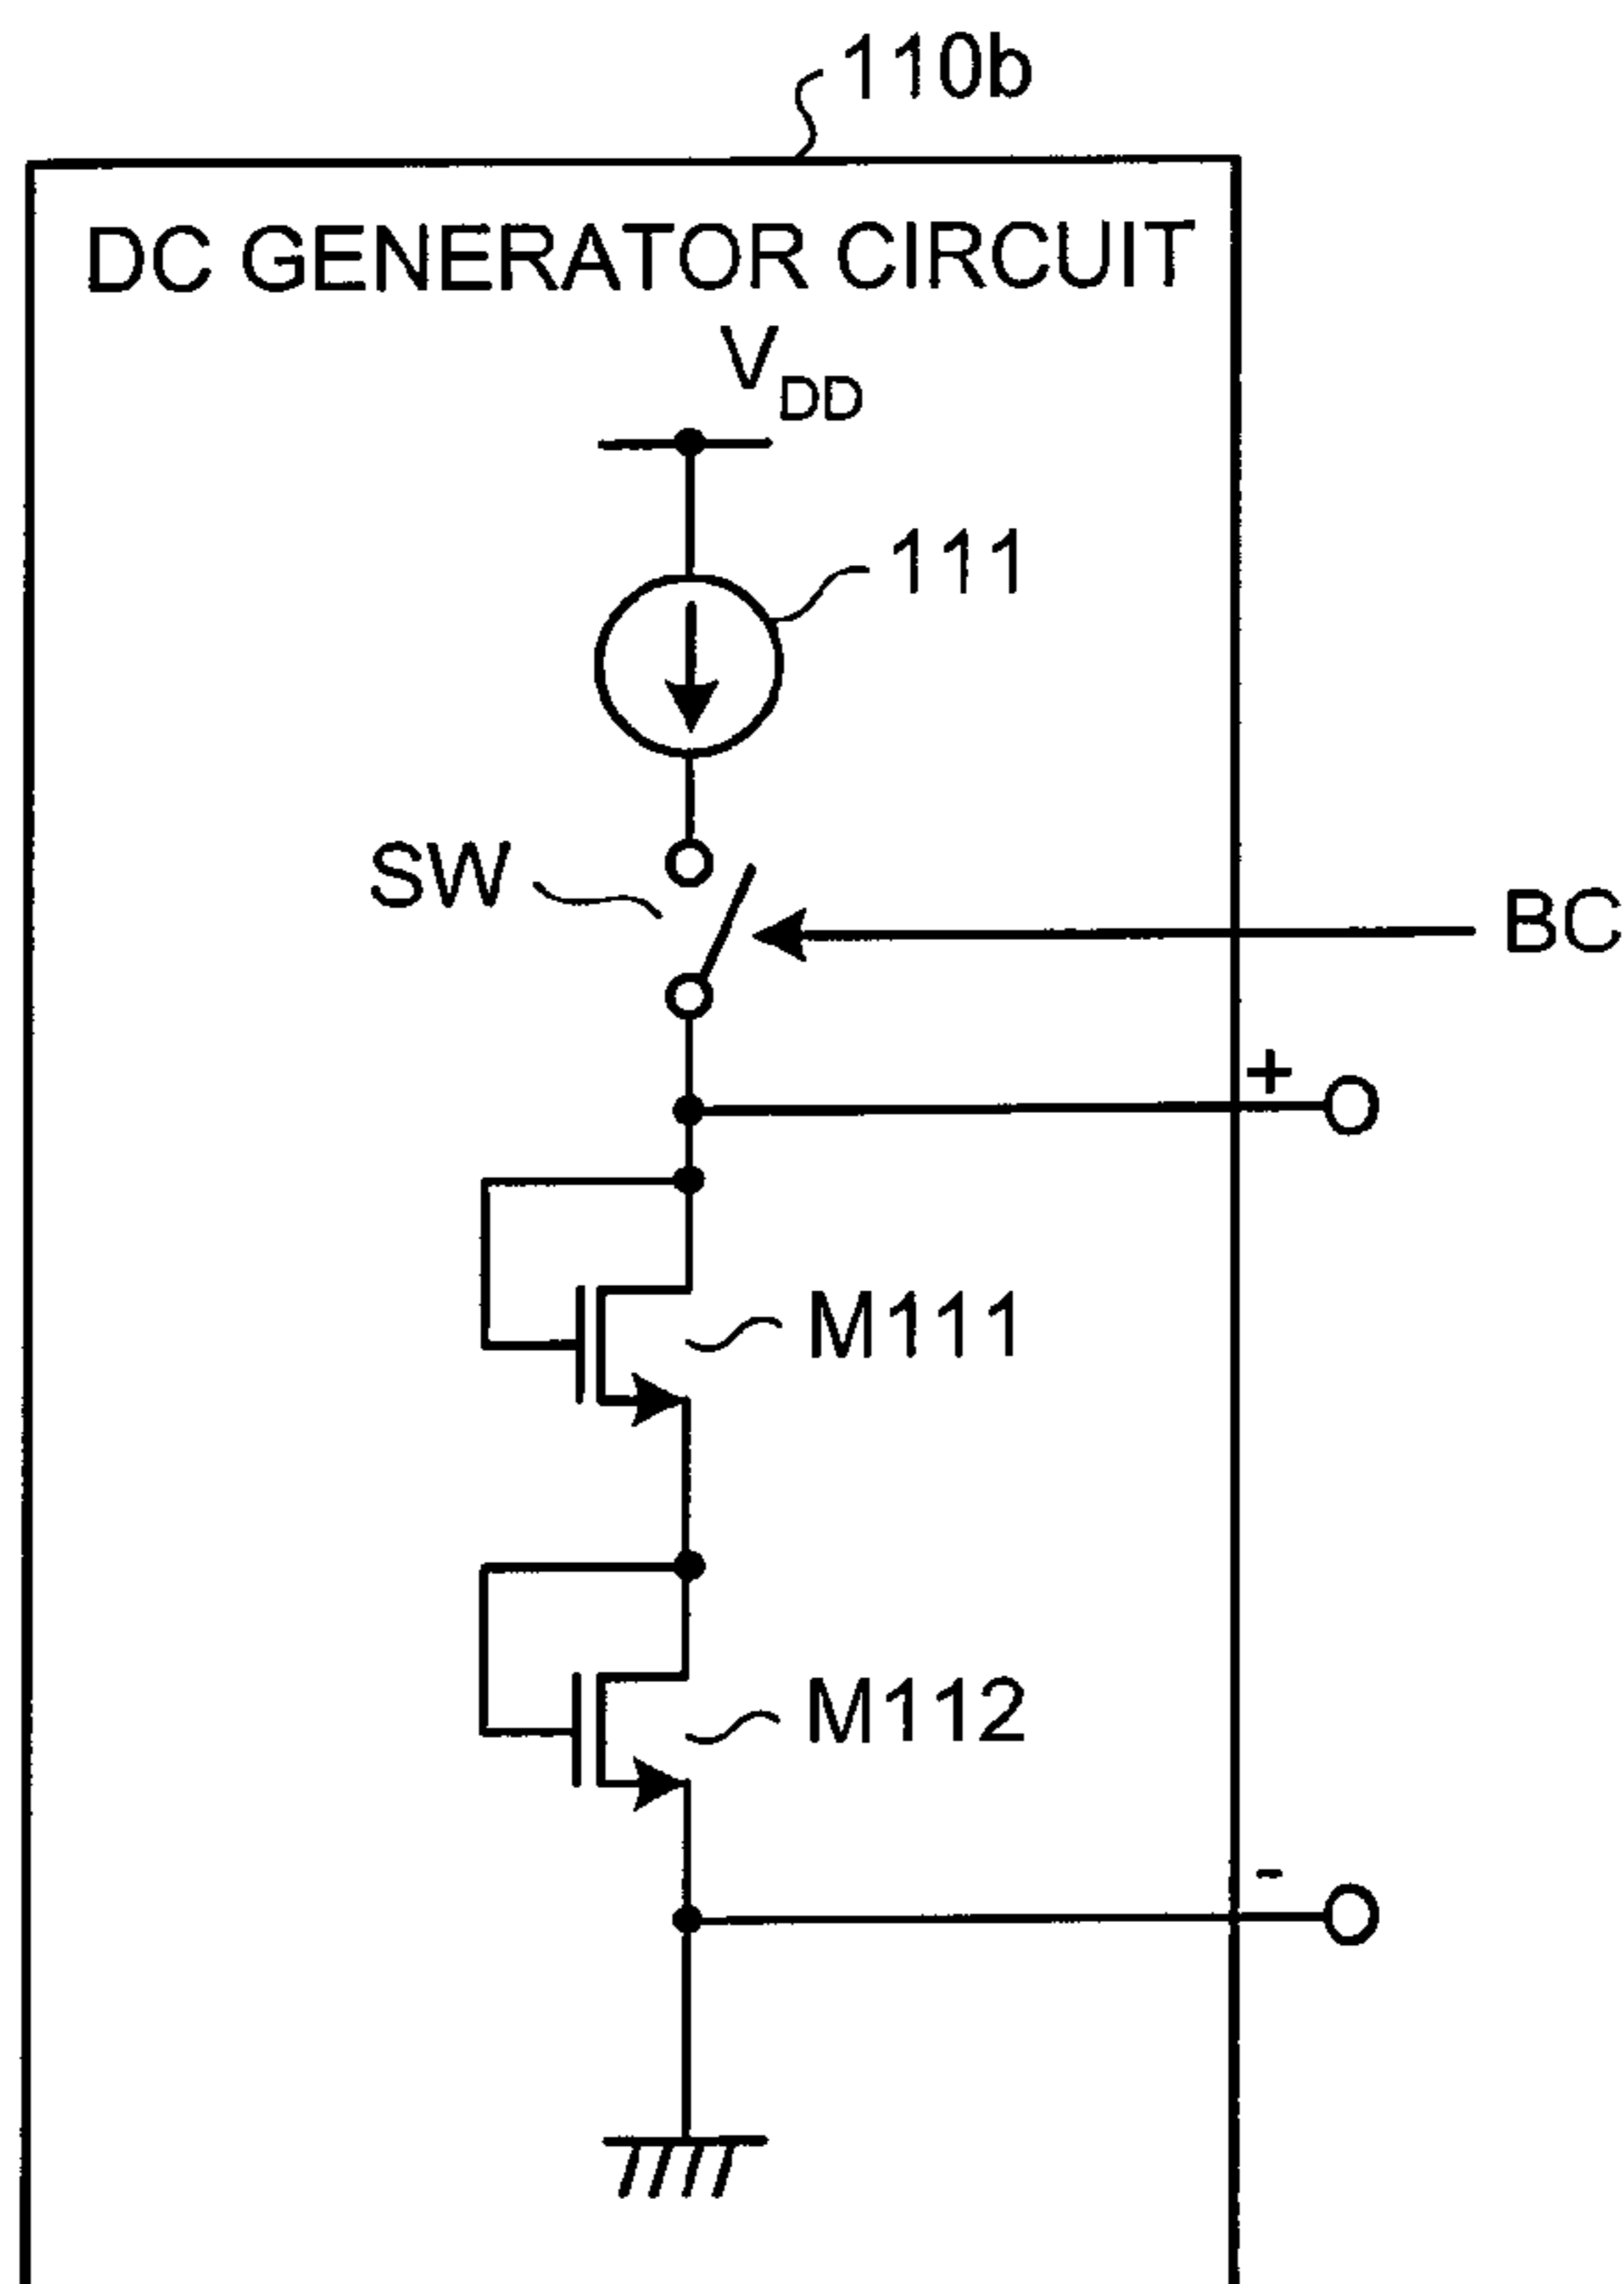 110b
DC GENERATOR CIRCUIT
VDD
111
SW
BC
+
M111
M112
-